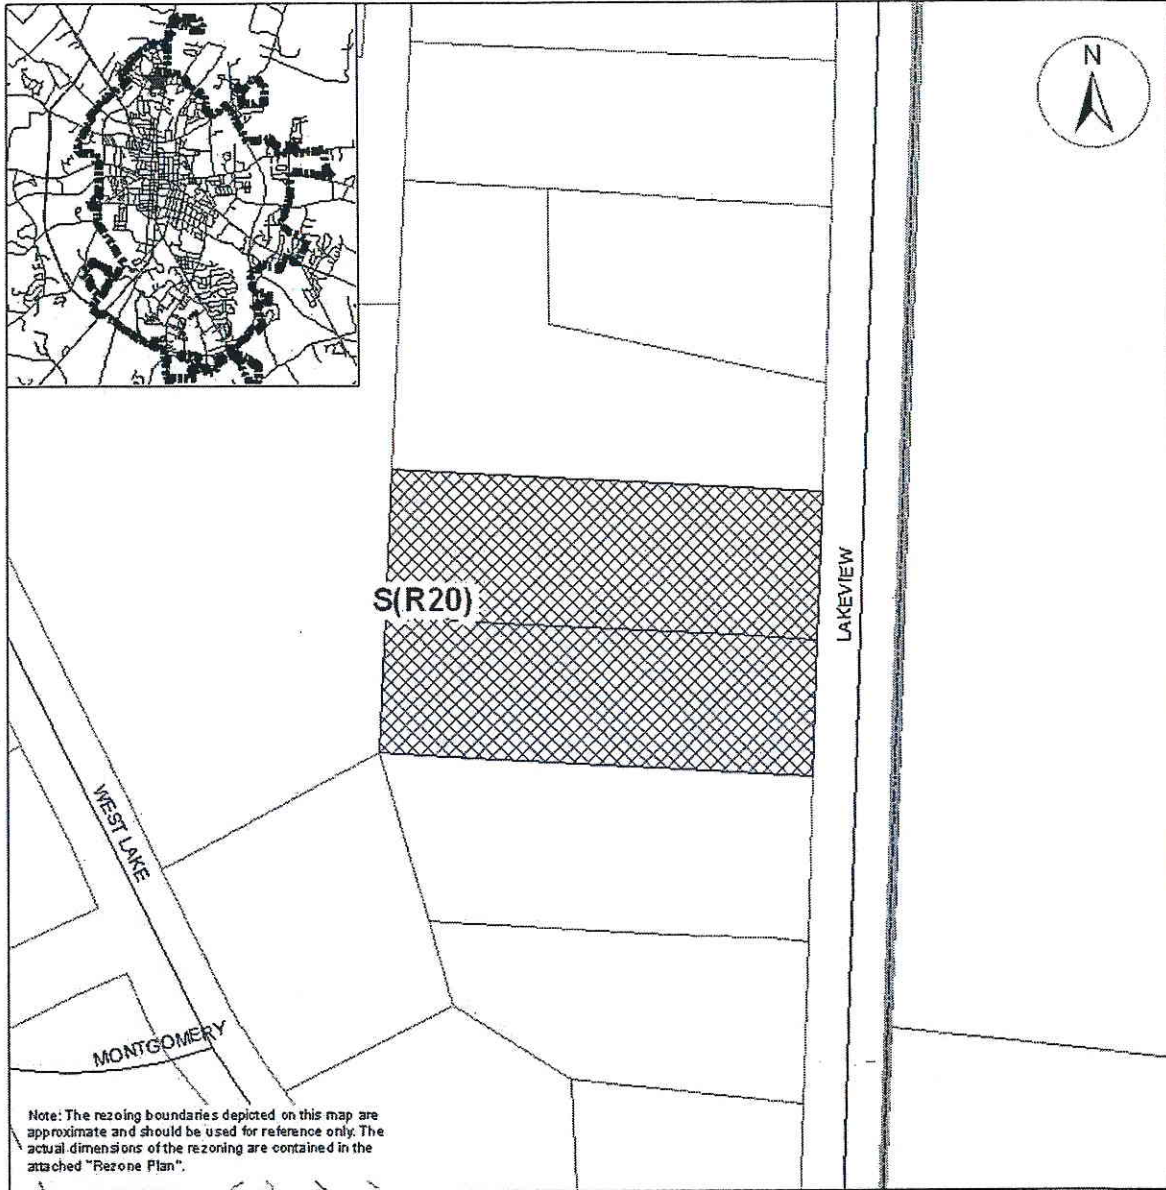 N
S(R20)
LAKEVIEW
WEST LAKE
MONTGOMERY
Note: The rezoing boundaries depicted on this map are
approximate and should be used for reference only. The
actual dimensions of the rezoning are contained in the
attached "Rezone Plan".